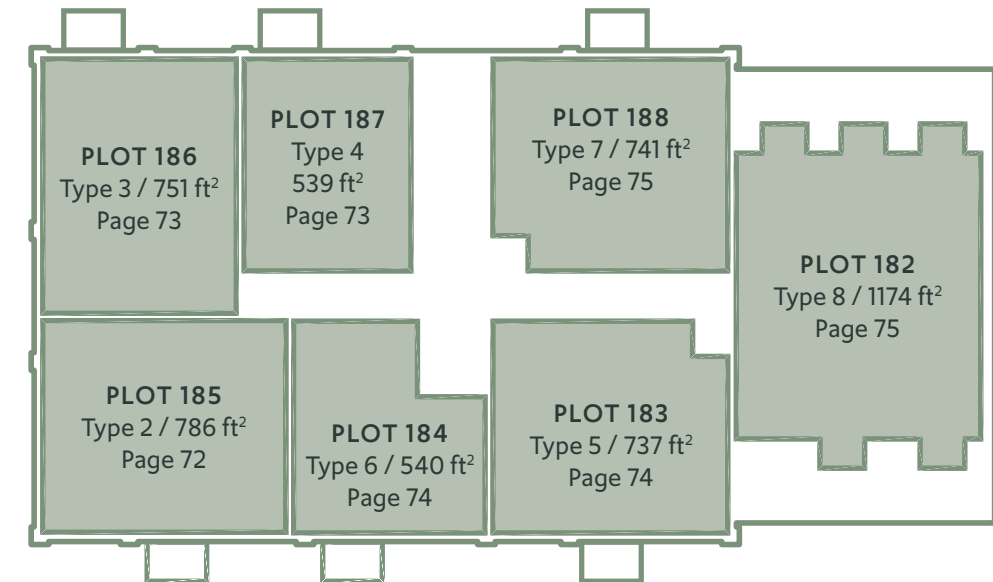 PLOT 186
Type 3 / 751 ft²
Page 73
PLOT 187
Type 4
539 ft²
Page 73
PLOT 188
Type 7 / 741 ft²
Page 75
PLOT 182
Type 8 / 1174 ft²
Page 75
PLOT 185
Type 2 / 786 ft²
Page 72
PLOT 184
Type 6 / 540 ft²
Page 74
PLOT 183
Type 5 / 737 ft²
Page 74